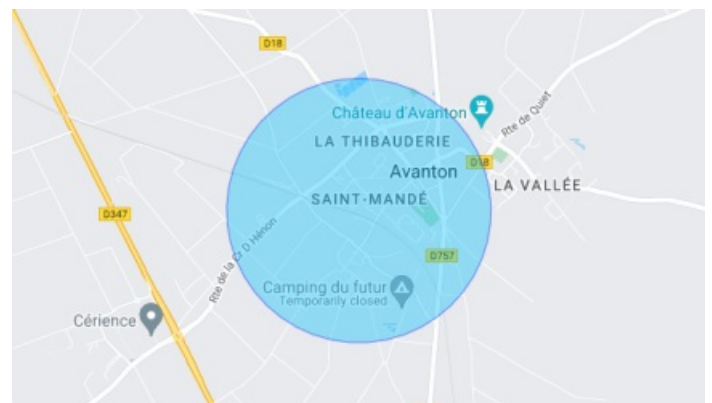 D18
Château d'Avanton
Rte de Quiet
LA THIBAUDERIE
D18
Avanton
LA VALLÉE
SAINT-MANDÉ
D347
Rte de la Cr D Hénon
D757
Camping du futur
Temporarily closed
Cérience